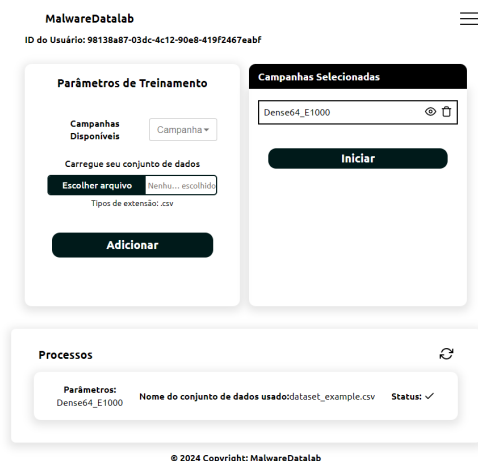 MalwareDatalab
ID do Usuário: 98138a87-03dc-4c12-90e8-419f2467eabf
Parâmetros de Treinamento
Campanhas
Disponíveis
Campanha
Carregue seu conjunto de dados
Escolher arquivo Nenhu... escolhido
Tipos de extensão: .csv
Adicionar
Campanhas Selecionadas
Dense64_E1000
Iniciar
Processos
Parâmetros:
Dense64_E1000
Nome do conjunto de dados usado:dataset_example.csv
Status:
© 2024 Copyright: MalwareDatalab